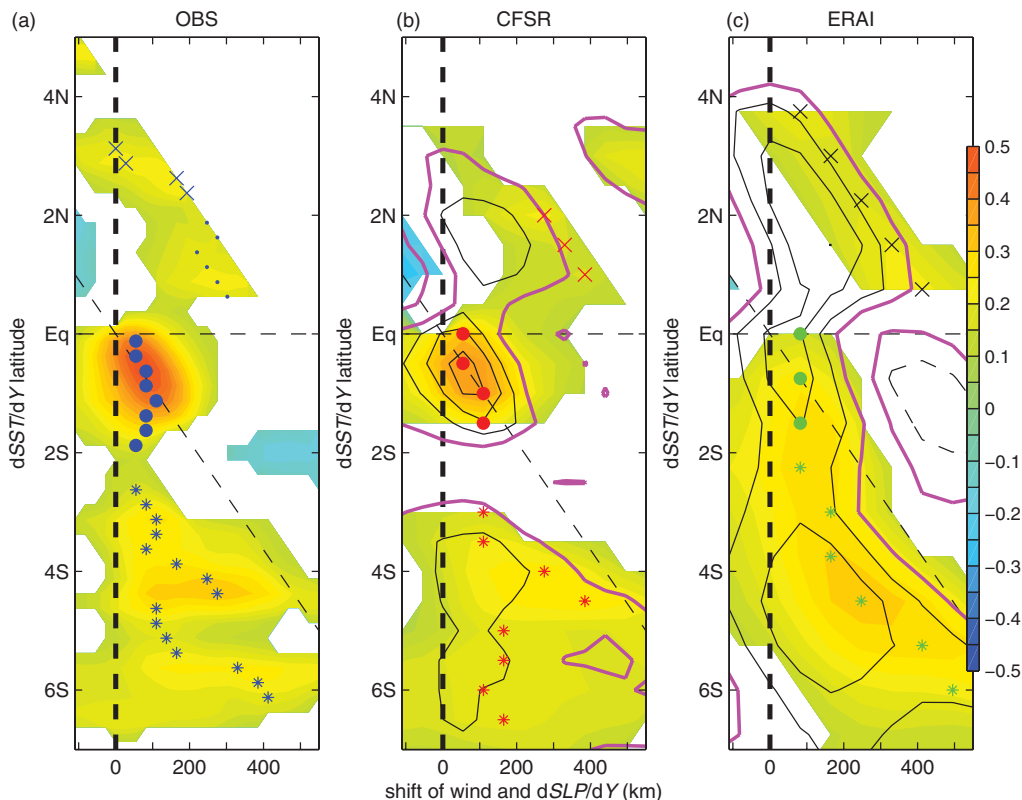 (a) OBS
(b) CFSR
(c) ERAI
dSST/dY latitude
4N
2N
Eq
2S
4S
6S
0 200 400
dSST/dY latitude
4N
2N
Eq
2S
4S
6S
0 200 400
dSST/dY latitude
4N
2N
Eq
2S
4S
6S
0 200 400
0.5
0.4
0.3
0.2
0.1
0
−0.1
−0.2
−0.3
−0.4
−0.5
shift of wind and dSLP/dY (km)